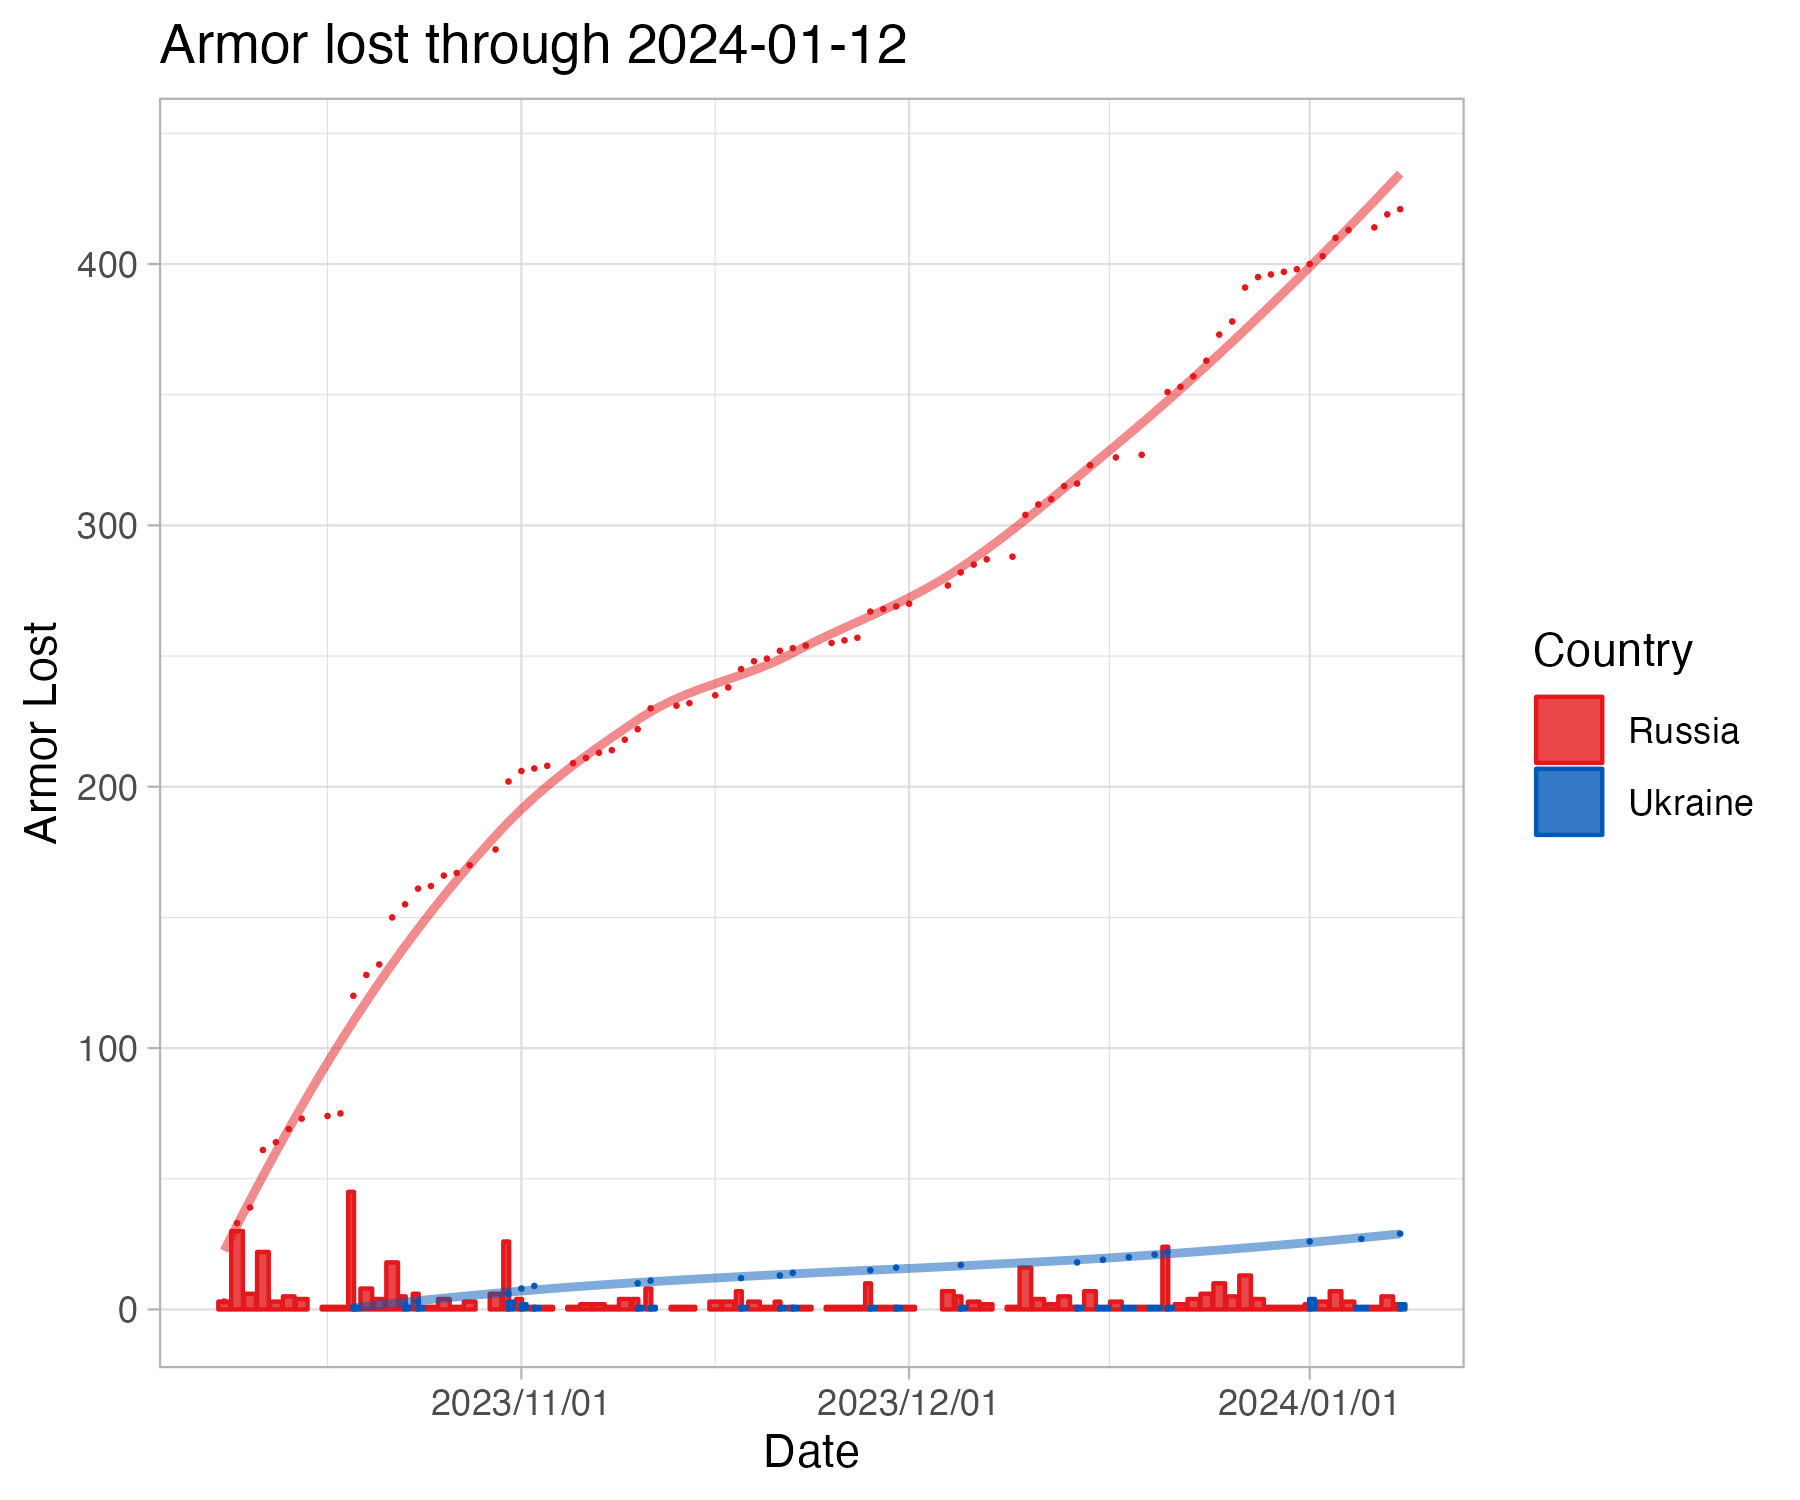 Armor lost through 2024-01-12
Armor Lost
400
300
200
100
0
2023/11/01
2023/12/01
2024/01/01
Date
Country
Russia
Ukraine